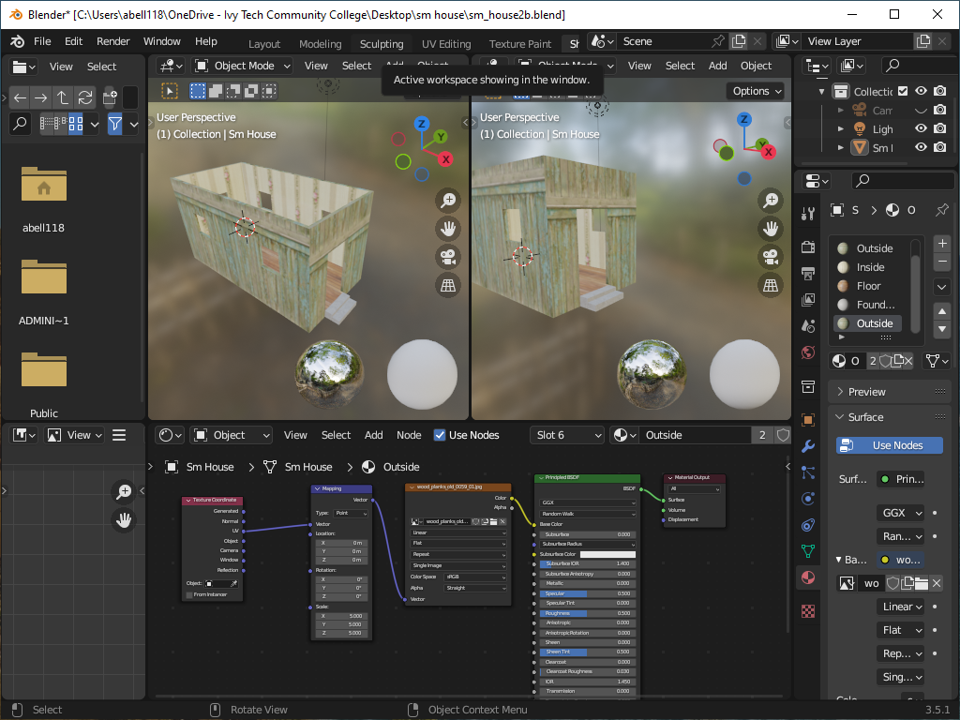 Blender* [C:\Users\abell118\OneDrive - Ivy Tech Community College\Desktop\sm house\sm_house2b.blend]
File Edit Render Window Help Layout Modeling Sculpting UV Editing Texture Paint Sh Scene View Layer
View Select Object Mode View Select Add Object Object Mode View Select Add Object
Active workspace showing in the window.
Options
User Perspective
(1) Collection | Sm House
Z
Y
X
User Perspective
(1) Collection | Sm House
Z
Y
X
abell118
ADMINI~1
Public
Collectio
Cam
Ligh
Sm H
S O
Outside
Inside
Floor
Found...
Outside
O 2
Preview
Surface
Use Nodes
Surf... Prin...
GGX
Ran...
Ba... wo...
wo
Linear
Flat
Rep...
Sing...
View
Object View Select Add Node Use Nodes Slot 6 Outside 2
Sm House Sm House Outside
Texture Coordinate
Generated
Normal
UV
Object
Camera
Window
Reflection
Object:
From Instancer
Mapping
Vector
Type: Point
Vector
Location:
X 0 m
Y 0 m
Z 0 m
Rotation:
X 0°
Y 0°
Z 0°
Scale:
X 5.000
Y 5.000
Z 5.000
wood_planks_old_0059_01.jpg
Color
Alpha
wood_planks_old...
Linear
Flat
Repeat
Single Image
Color Space sRGB
Alpha Straight
Vector
Principled BSDF
BSDF
GGX
Random Walk
Base Color
Subsurface 0.000
Subsurface Radius
Subsurface Color
Subsurface IOR 1.400
Subsurface Anisotropy 0.000
Metallic 0.000
Specular 0.500
Specular Tint 0.000
Roughness 0.500
Anisotropic 0.000
Anisotropic Rotation 0.000
Sheen 0.000
Sheen Tint 0.500
Clearcoat 0.000
Clearcoat Roughness 0.030
IOR 1.450
Transmission 0.000
Material Output
All
Surface
Volume
Displacement
Select Rotate View Object Context Menu 3.5.1